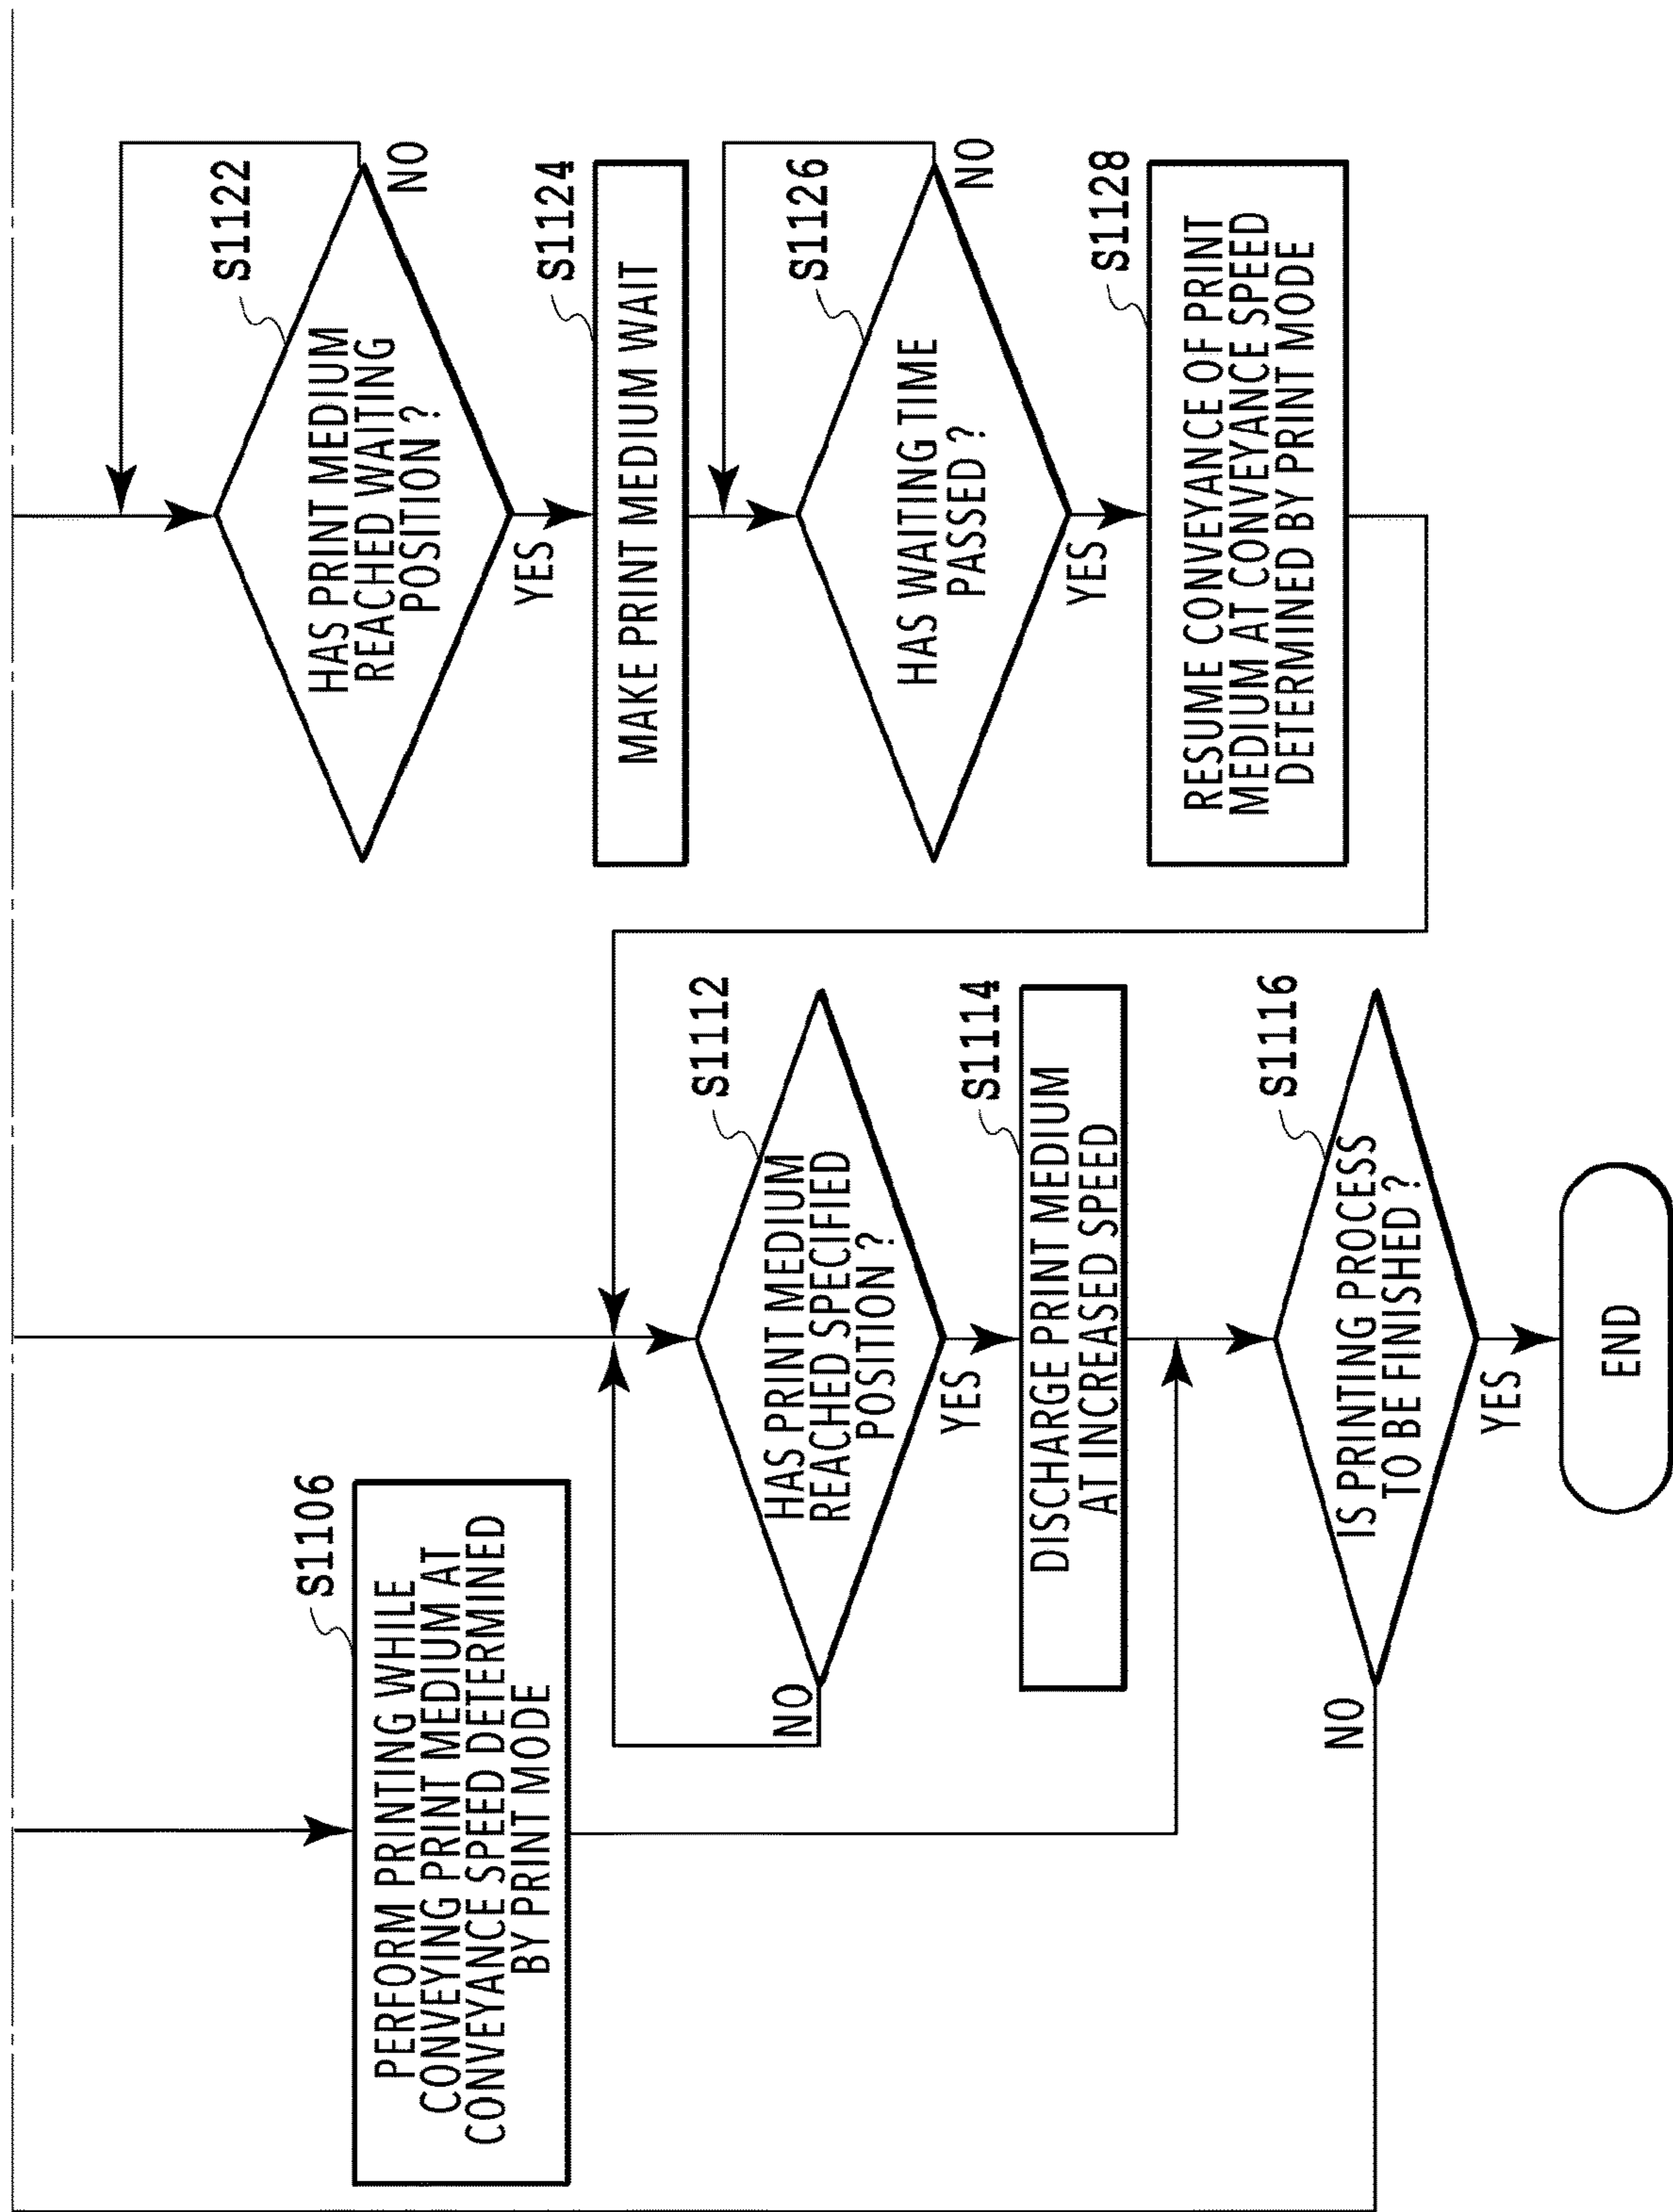 S1106
PERFORM PRINTING WHILE
CONVEYING PRINT MEDIUM AT
CONVEYANCE SPEED DETERMINED
BY PRINT MODE
S1112
HAS PRINT MEDIUM
REACHED SPECIFIED
POSITION ?
NO
YES
S1114
DISCHARGE PRINT MEDIUM
AT INCREASED SPEED
S1116
IS PRINTING PROCESS
TO BE FINISHED ?
NO
YES
END
S1122
HAS PRINT MEDIUM
REACHED WAITING
POSITION ?
NO
YES
S1124
MAKE PRINT MEDIUM WAIT
S1126
HAS WAITING TIME
PASSED ?
NO
YES
S1128
RESUME CONVEYANCE OF PRINT
MEDIUM AT CONVEYANCE SPEED
DETERMINED BY PRINT MODE